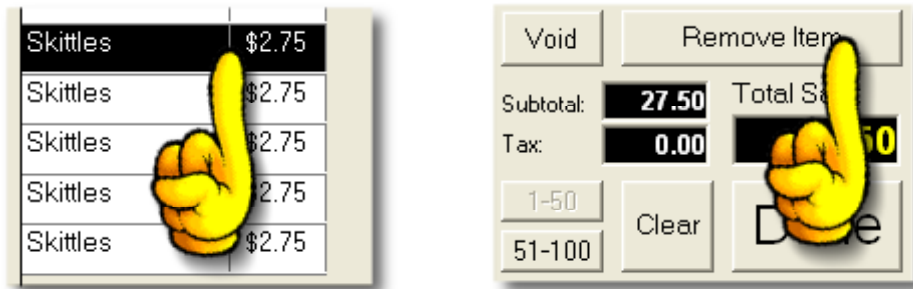 Skittles $2.75
Skittles $2.75
Skittles $2.75
Skittles $2.75
Skittles $2.75
Void Remove Item
Subtotal: 27.50 Total
Tax: 0.00
1-50
51-100 Clear